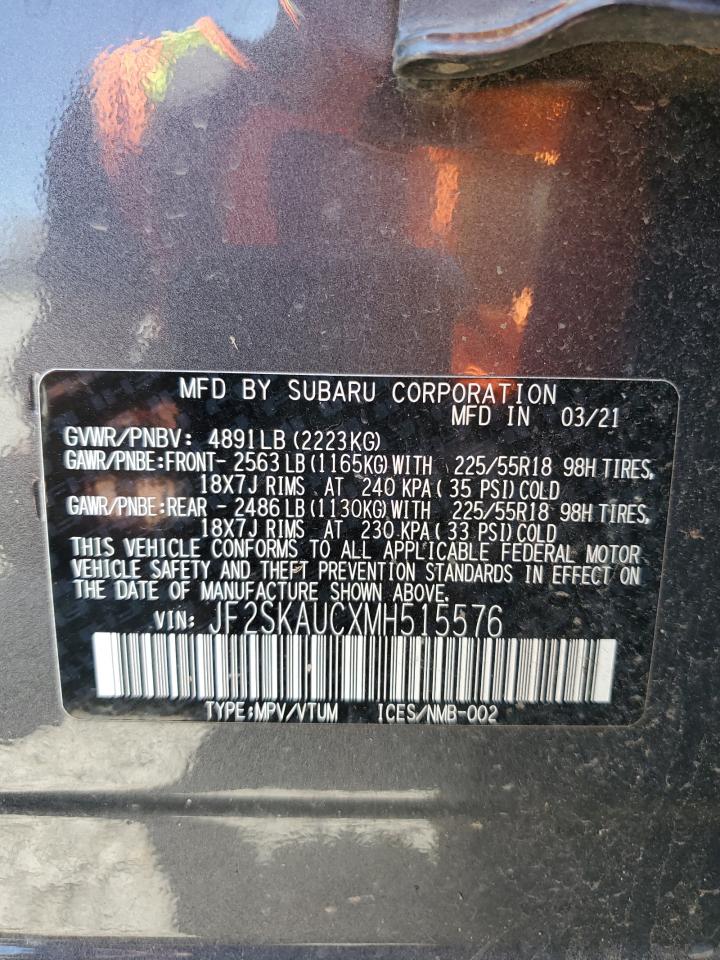 MFD BY SUBARU CORPORATION
MFD IN 03/21
GVWR/PNBV: 4891LB(2223KG)
GAWR/PNBE:FRONT- 2563LB(1165KG)WITH 225/55R18 98H TIRES,
18X7J RIMS AT 240 KPA( 35 PSI)COLD
GAWR/PNBE:REAR - 2486LB(1130KG)WITH 225/55R18 98H TIRES,
18X7J RIMS AT 230 KPA( 33 PSI)COLD
THIS VEHICLE CONFORMS TO ALL APPLICABLE FEDERAL MOTOR
VEHICLE SAFETY AND THEFT PREVENTION STANDARDS IN EFFECT ON
THE DATE OF MANUFACTURE SHOWN ABOVE.
VIN: JF2SKAUCXMH515576
TYPE:MPV/VTUM ICES/NMB-002